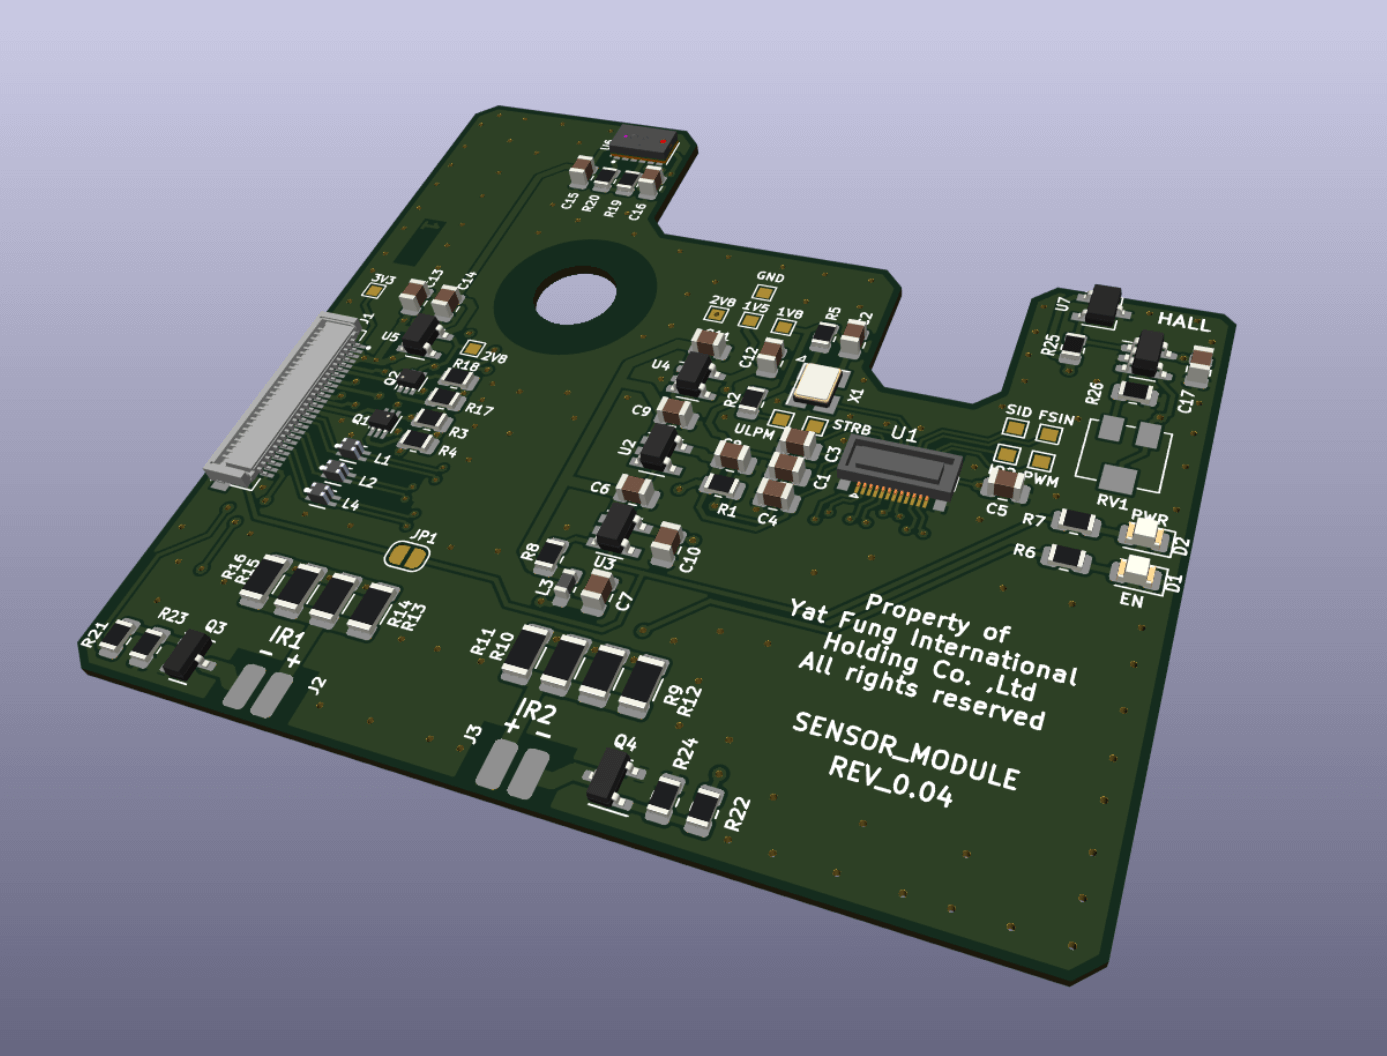 U6
C15
R20
R19
C16
3V3
C13
C14
J1
U5
2V8
Q2
R18
R17
Q1
R3
R4
L1
L2
L4
GND
2V8
1V5
1V8
R5
C12
U4
R2
X1
C9
ULPM
STRB
U1
U2
C3
C1
C6
R1
C4
C10
R8
U3
L3
C7
U7
HALL
R25
R26
C17
SID FSIN
PWM
C5
RV1
R7
PWR
D2
R6
D1
EN
JP1
R16
R15
R14
R13
R21
R23
Q3
IR1
- +
J2
R11
R10
R9
R12
IR2
+ -
J3
Q4
R24
R22
Property of
Yat Fung International
Holding Co. ,Ltd
All rights reserved
SENSOR_MODULE
REV_0.04